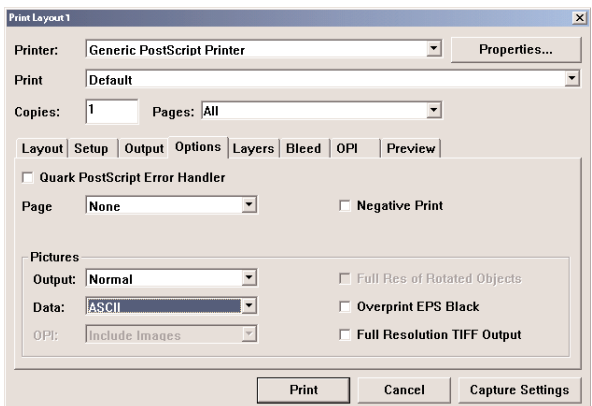 Print Layout 1
Printer: Generic PostScript Printer Properties...
Print Default
Copies: 1 Pages: All
Layout Setup Output Options Layers Bleed OPI Preview
Quark PostScript Error Handler
Page None Negative Print
Pictures
Output: Normal Full Res of Rotated Objects
Data: ASCII Overprint EPS Black
OPI: Include Images Full Resolution TIFF Output
Print Cancel Capture Settings